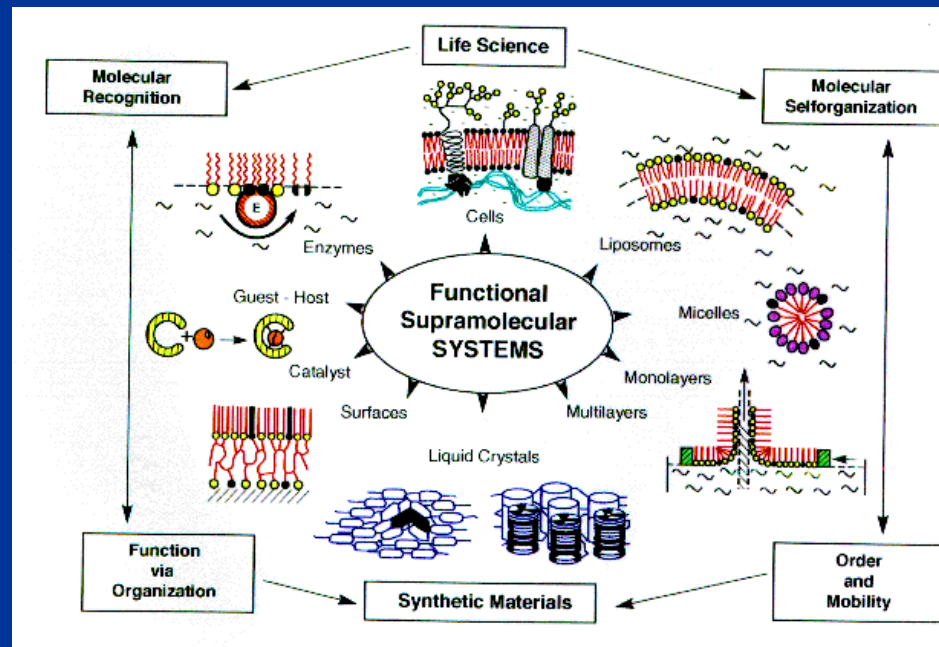 Life Science
Molecular
Recognition
Molecular
Selforganization
E
Enzymes
Cells
Liposomes
Guest - Host
Functional
Supramolecular
SYSTEMS
Micelles
Catalyst
Monolayers
Surfaces
Multilayers
Liquid Crystals
Function
via
Organization
Synthetic Materials
Order
and
Mobility